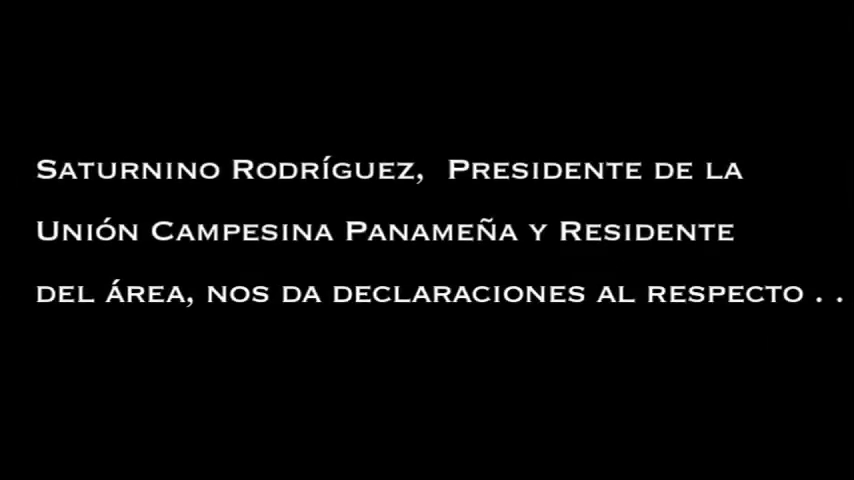 Saturnino Rodríguez, Presidente de la
Unión Campesina Panameña y Residente
del área, nos da declaraciones al respecto . .